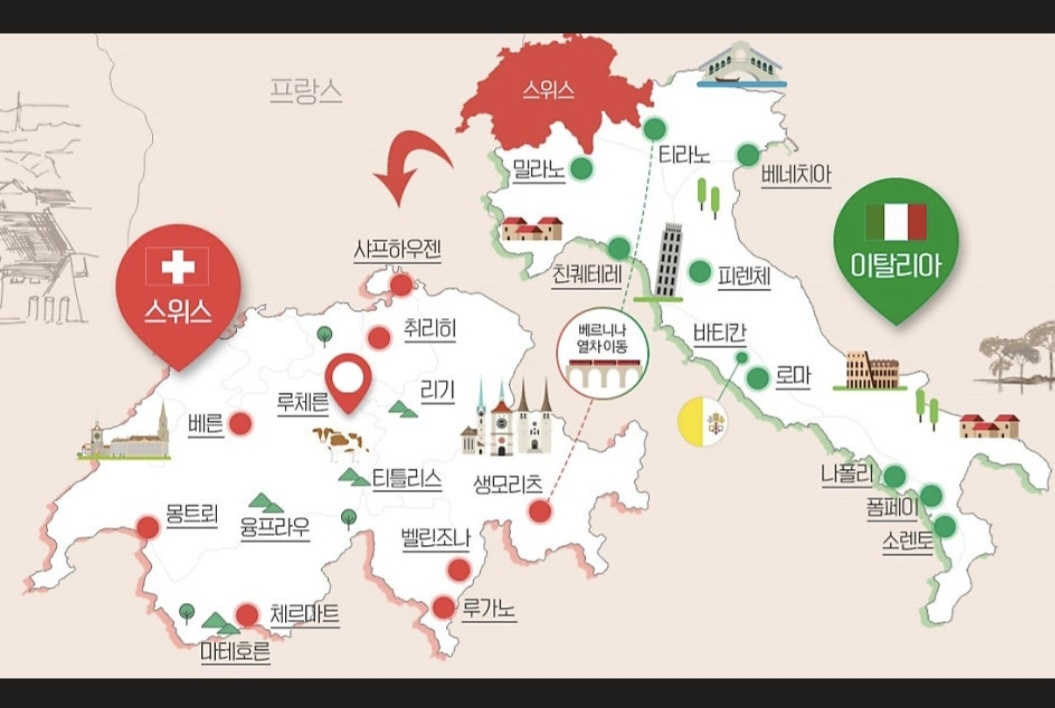 프랑스
스위스
티라노
밀라노
베네치아
이탈리아
샤프하우젠
친퀘테레
피렌체
스위스
취리히
베르니나
열차 이동
바티칸
로마
루체른
리기
베른
티틀리스
생모리츠
나폴리
폼페이
소렌토
몽트뢰
융프라우
벨린조나
체르마트
루가노
마테호른